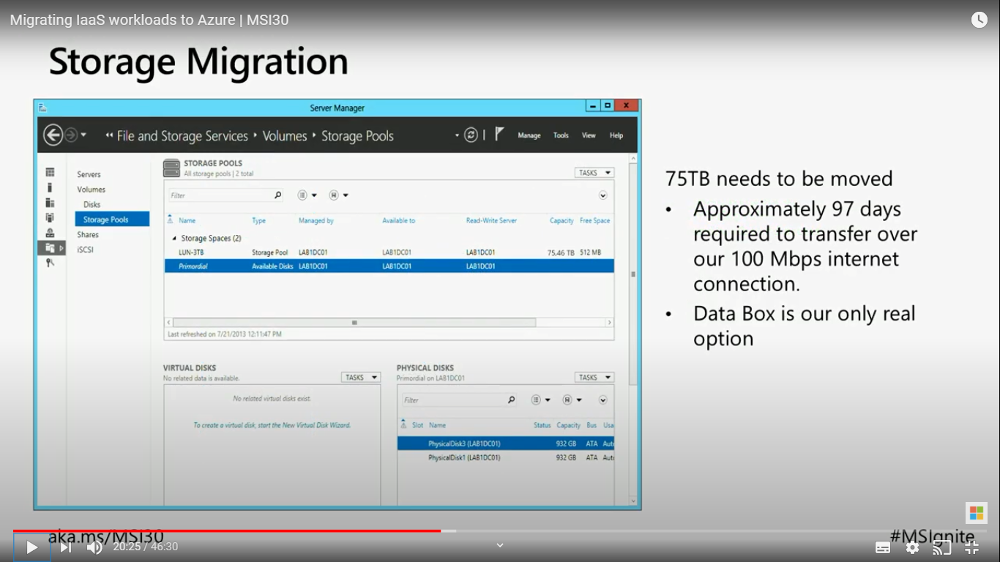 Migrating IaaS workloads to Azure | MSI30
Storage Migration
Server Manager
File and Storage Services • Volumes • Storage Pools
Manage Tools View Help
Servers
Volumes
Disks
Storage Pools
Shares
iSCSI
STORAGE POOLS
All storage pools | 2 total
TASKS
Filter
Name Type Managed by Available to Read-Write Server Capacity Free Space
Storage Spaces (2)
LUN-3TB Storage Pool LAB1DC01 LAB1DC01 LAB1DC01 75,46 TB 512 MB
Primordial Available Disks LAB1DC01 LAB1DC01 LAB1DC01
Last refreshed on 7/21/2013 12:11:47 PM
VIRTUAL DISKS
No related data is available.
TASKS
No related virtual disks exist.
To create a virtual disk, start the New Virtual Disk Wizard.
PHYSICAL DISKS
Primordial on LAB1DC01
TASKS
Filter
Slot Name Status Capacity Bus Usa
PhysicalDisk3 (LAB1DC01) 932 GB ATA Aut
PhysicalDisk1 (LAB1DC01) 932 GB ATA Aut
75TB needs to be moved
• Approximately 97 days
required to transfer over
our 100 Mbps internet
connection.
• Data Box is our only real
option
aka.ms/MSI30
#MSIgnite
20:25 / 46:30